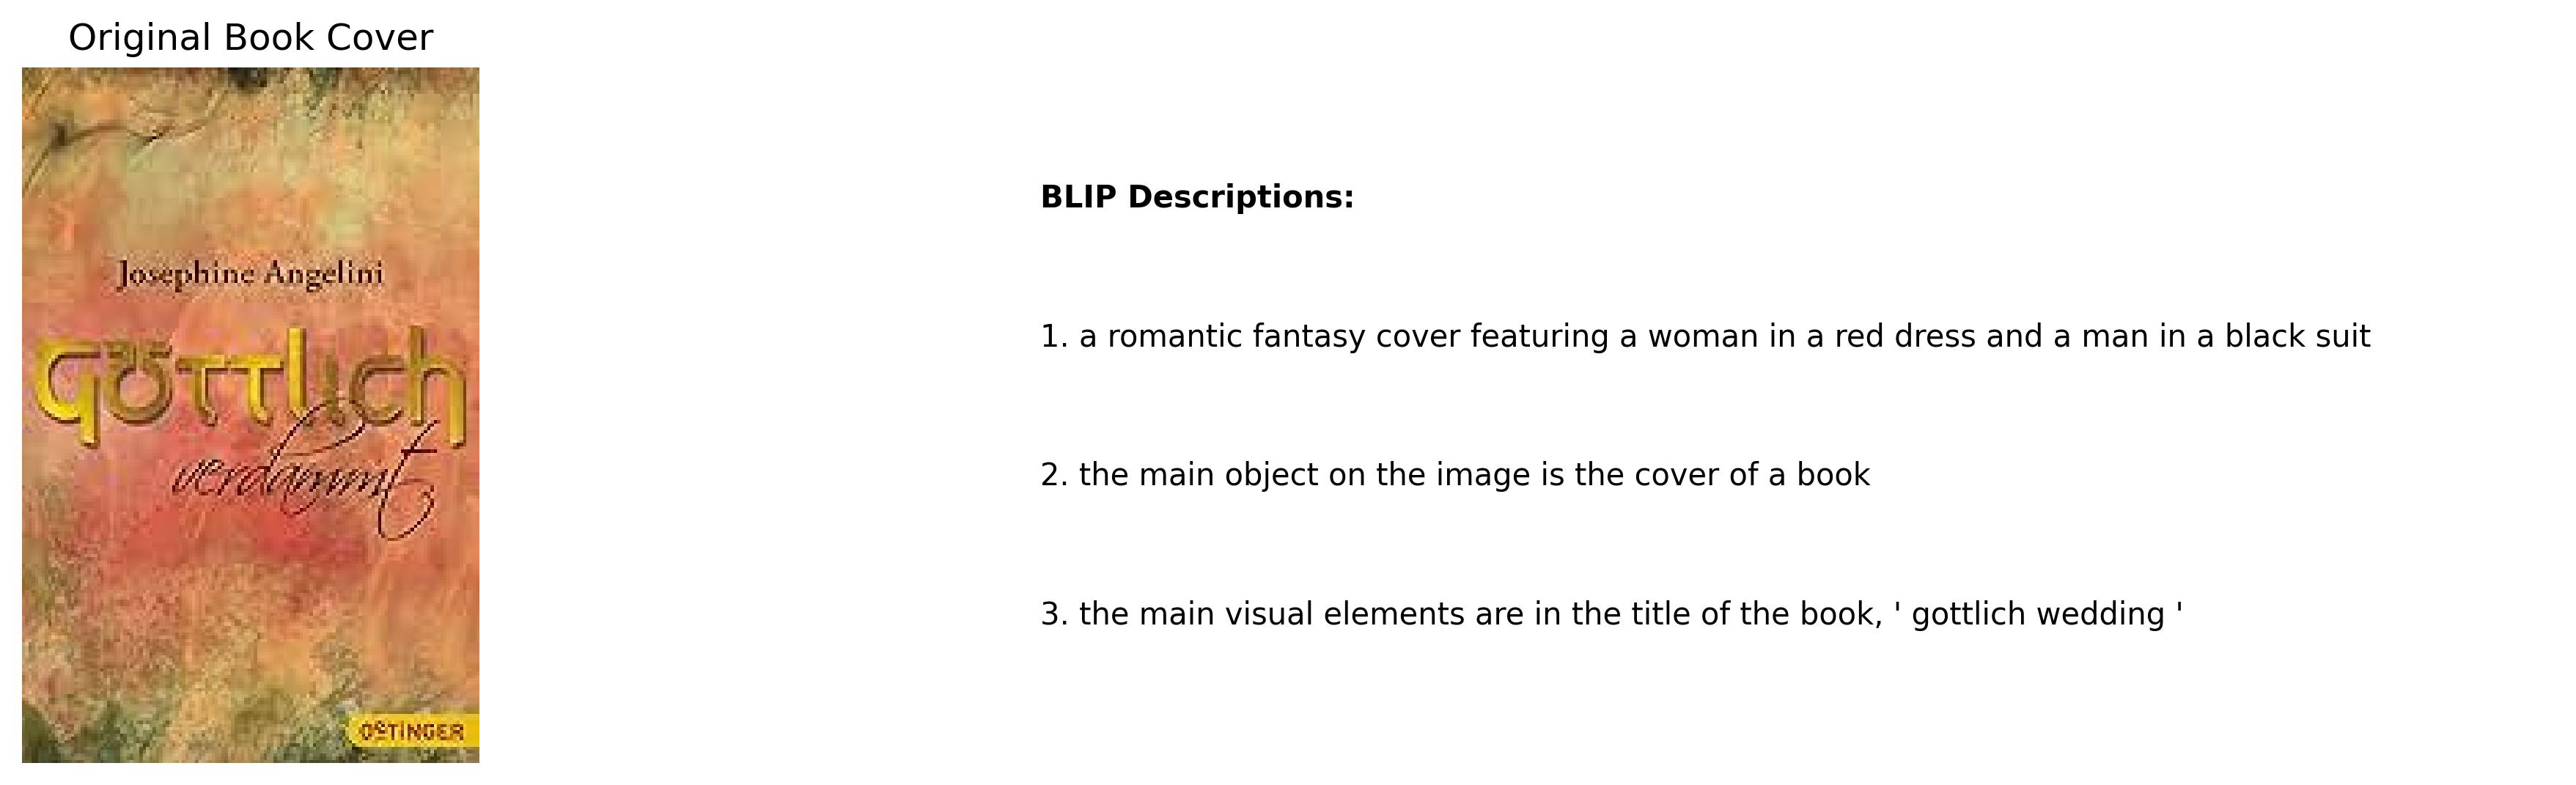 Original Book Cover
Josephine Angelini
göttlich
verdammt
OETINGER
BLIP Descriptions:
1. a romantic fantasy cover featuring a woman in a red dress and a man in a black suit
2. the main object on the image is the cover of a book
3. the main visual elements are in the title of the book, ' gottlich wedding '